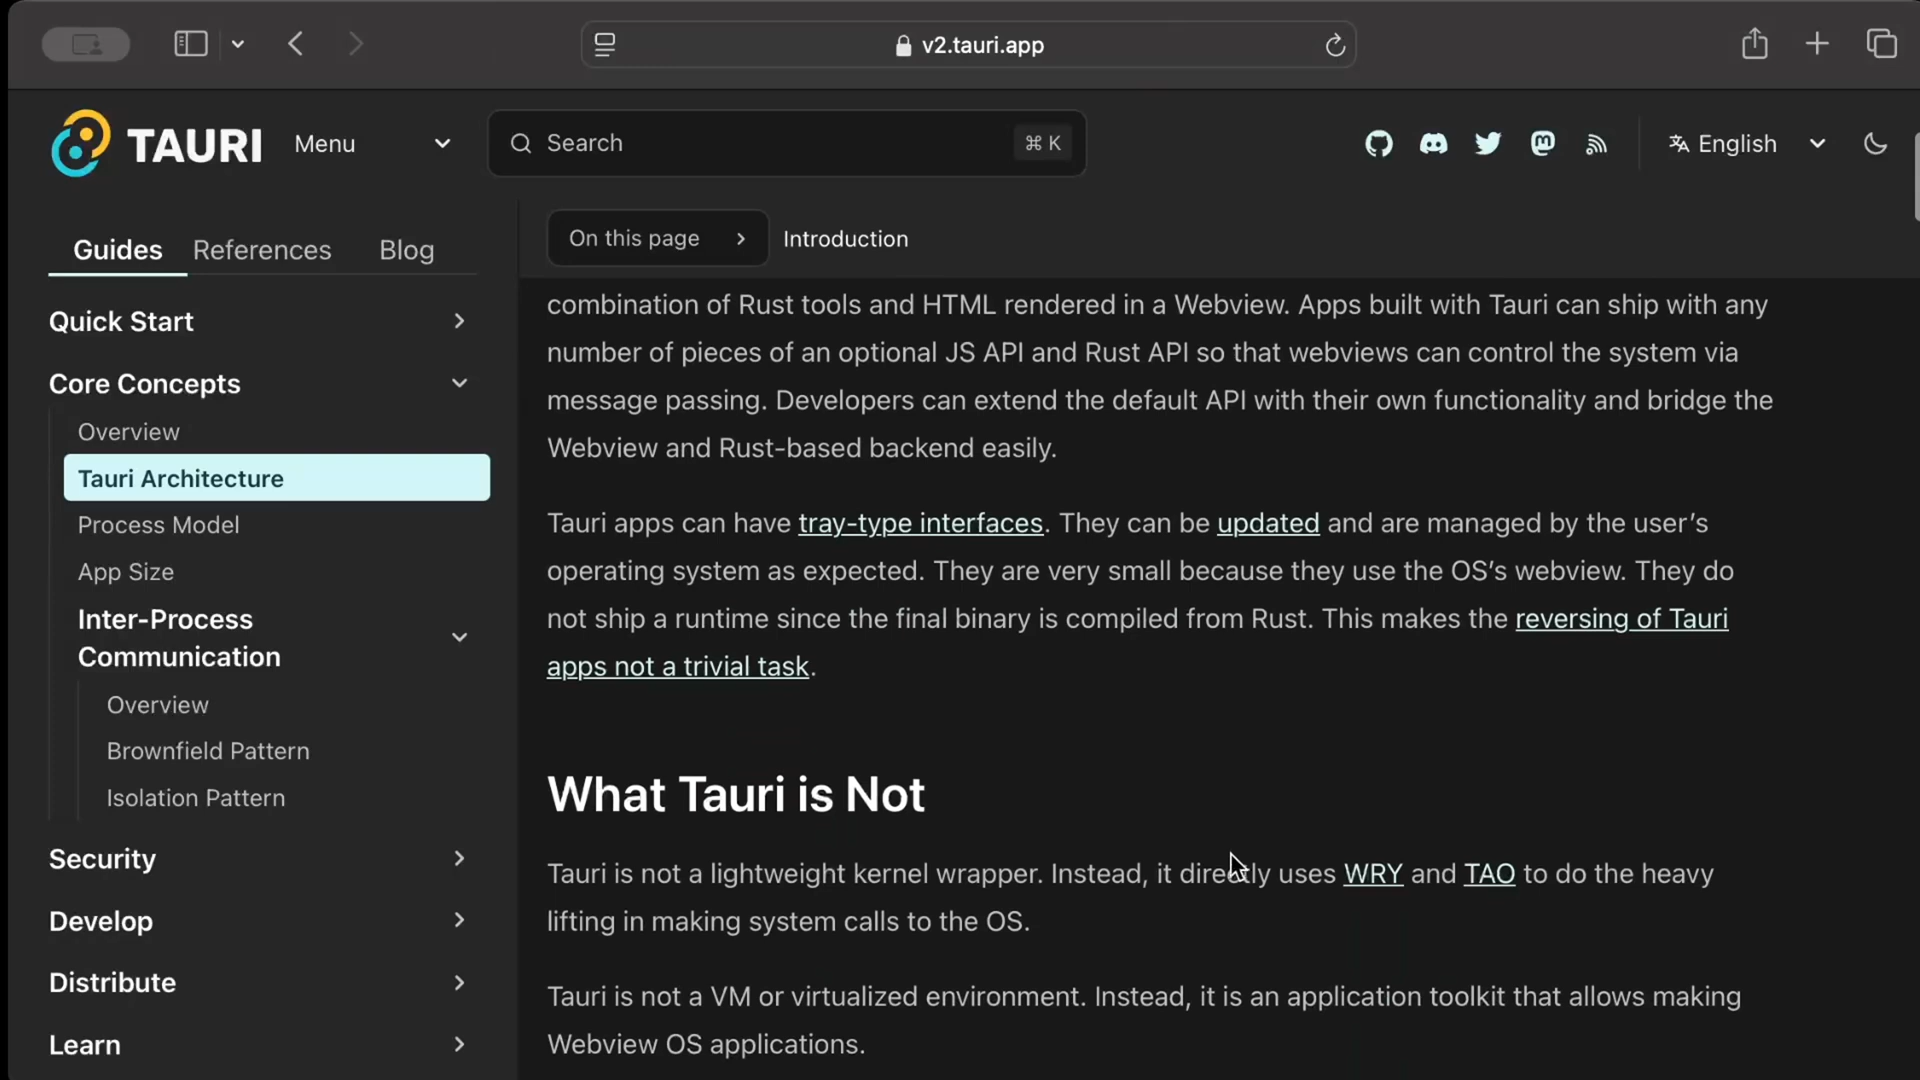 v2.tauri.app
TAURI
Menu
Search
⌘ K
English
Guides
References
Blog
On this page
Introduction
Quick Start
Core Concepts
Overview
Tauri Architecture
Process Model
App Size
Inter-Process
Communication
Overview
Brownfield Pattern
Isolation Pattern
Security
Develop
Distribute
Learn
combination of Rust tools and HTML rendered in a Webview. Apps built with Tauri can ship with any
number of pieces of an optional JS API and Rust API so that webviews can control the system via
message passing. Developers can extend the default API with their own functionality and bridge the
Webview and Rust-based backend easily.
Tauri apps can have tray-type interfaces. They can be updated and are managed by the user’s
operating system as expected. They are very small because they use the OS’s webview. They do
not ship a runtime since the final binary is compiled from Rust. This makes the reversing of Tauri
apps not a trivial task.
What Tauri is Not
Tauri is not a lightweight kernel wrapper. Instead, it directly uses WRY and TAO to do the heavy
lifting in making system calls to the OS.
Tauri is not a VM or virtualized environment. Instead, it is an application toolkit that allows making
Webview OS applications.